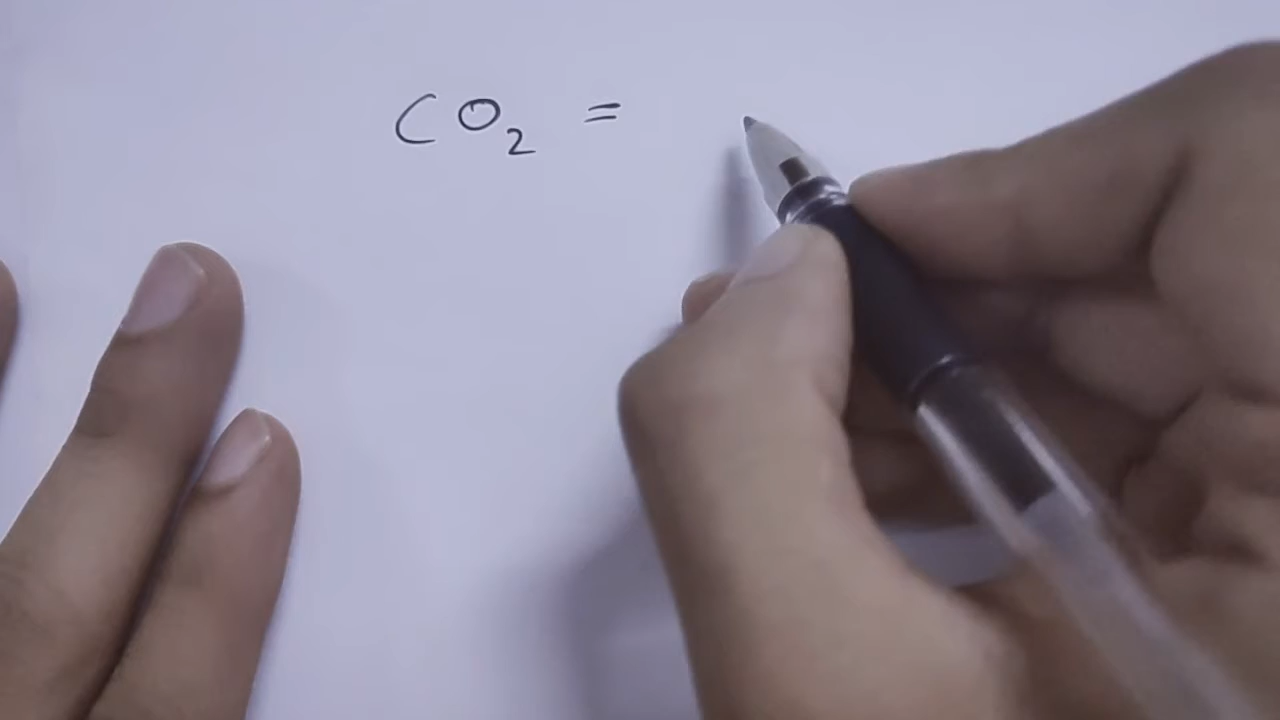 CO₂ =